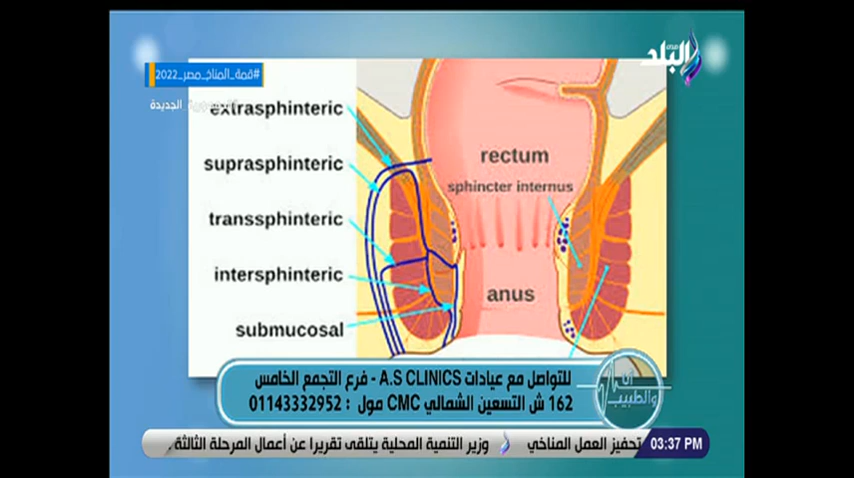 صدى
البلد
#قمة_المناخ_مصر_2022
الجديدة
extrasphinteric
suprasphinteric
transsphinteric
intersphinteric
submucosal
rectum
sphincter internus
anus
للتواصل مع عيادات A.S CLINICS - فرع التجمع الخامس
162 ش التسعين الشمالي CMC مول : 01143332952
أنا
والطبيب
03:37 PM
تحفيز العمل المناخي وزير التنمية المحلية يتلقى تقريرا عن أعمال المرحلة الثالثة